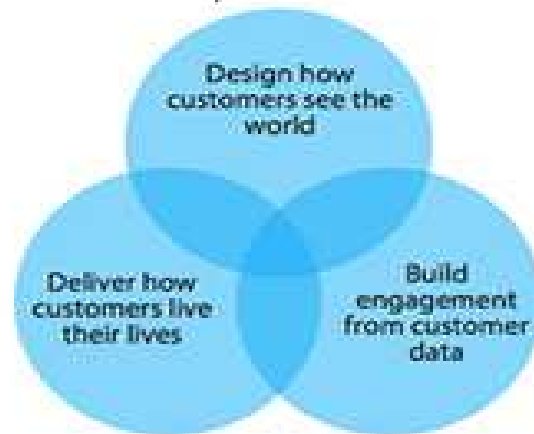 Design how
customers see the
world
Deliver how
customers live
their lives
Build
engagement
from customer
data